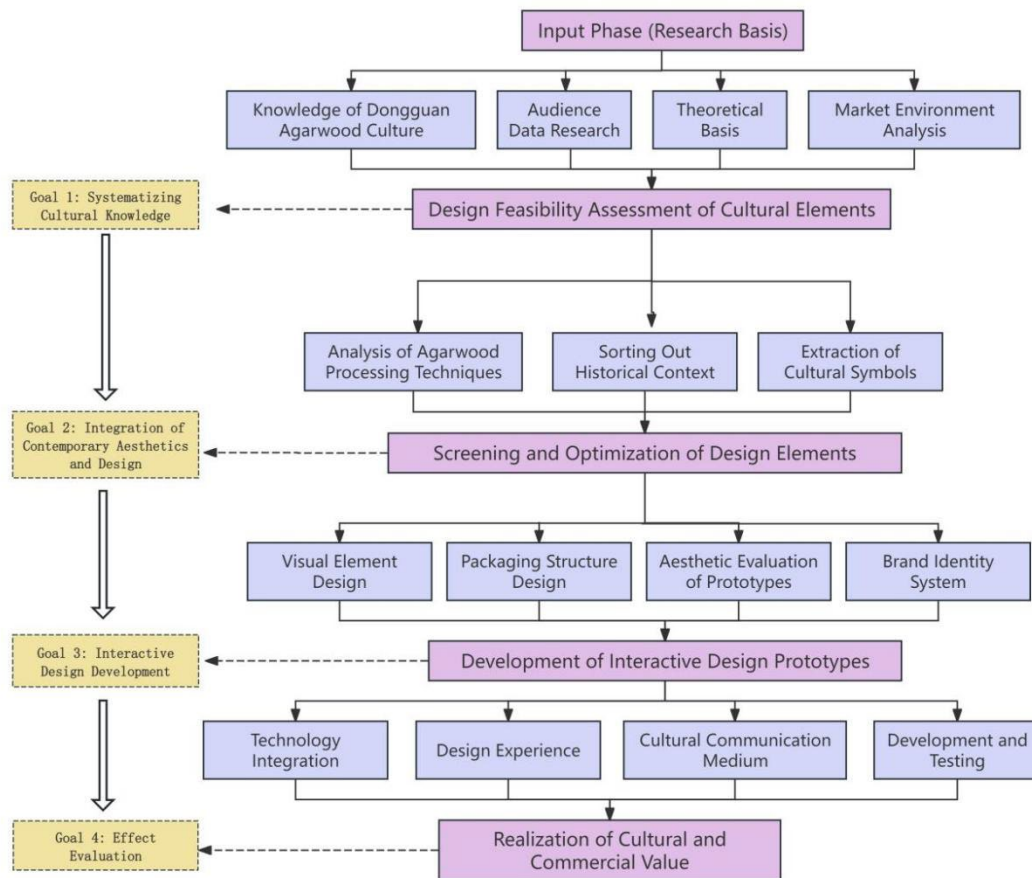 Input Phase (Research Basis)
Knowledge of Dongguan
Agarwood Culture
Audience
Data Research
Theoretical
Basis
Market Environment
Analysis
Goal 1: Systematizing
Cultural Knowledge
Design Feasibility Assessment of Cultural Elements
Analysis of Agarwood
Processing Techniques
Sorting Out
Historical Context
Extraction of
Cultural Symbols
Goal 2: Integration of
Contemporary Aesthetics
and Design
Screening and Optimization of Design Elements
Visual Element
Design
Packaging Structure
Design
Aesthetic Evaluation
of Prototypes
Brand Identity
System
Goal 3: Interactive
Design Development
Development of Interactive Design Prototypes
Technology
Integration
Design Experience
Cultural Communication
Medium
Development and
Testing
Goal 4: Effect
Evaluation
Realization of Cultural and
Commercial Value